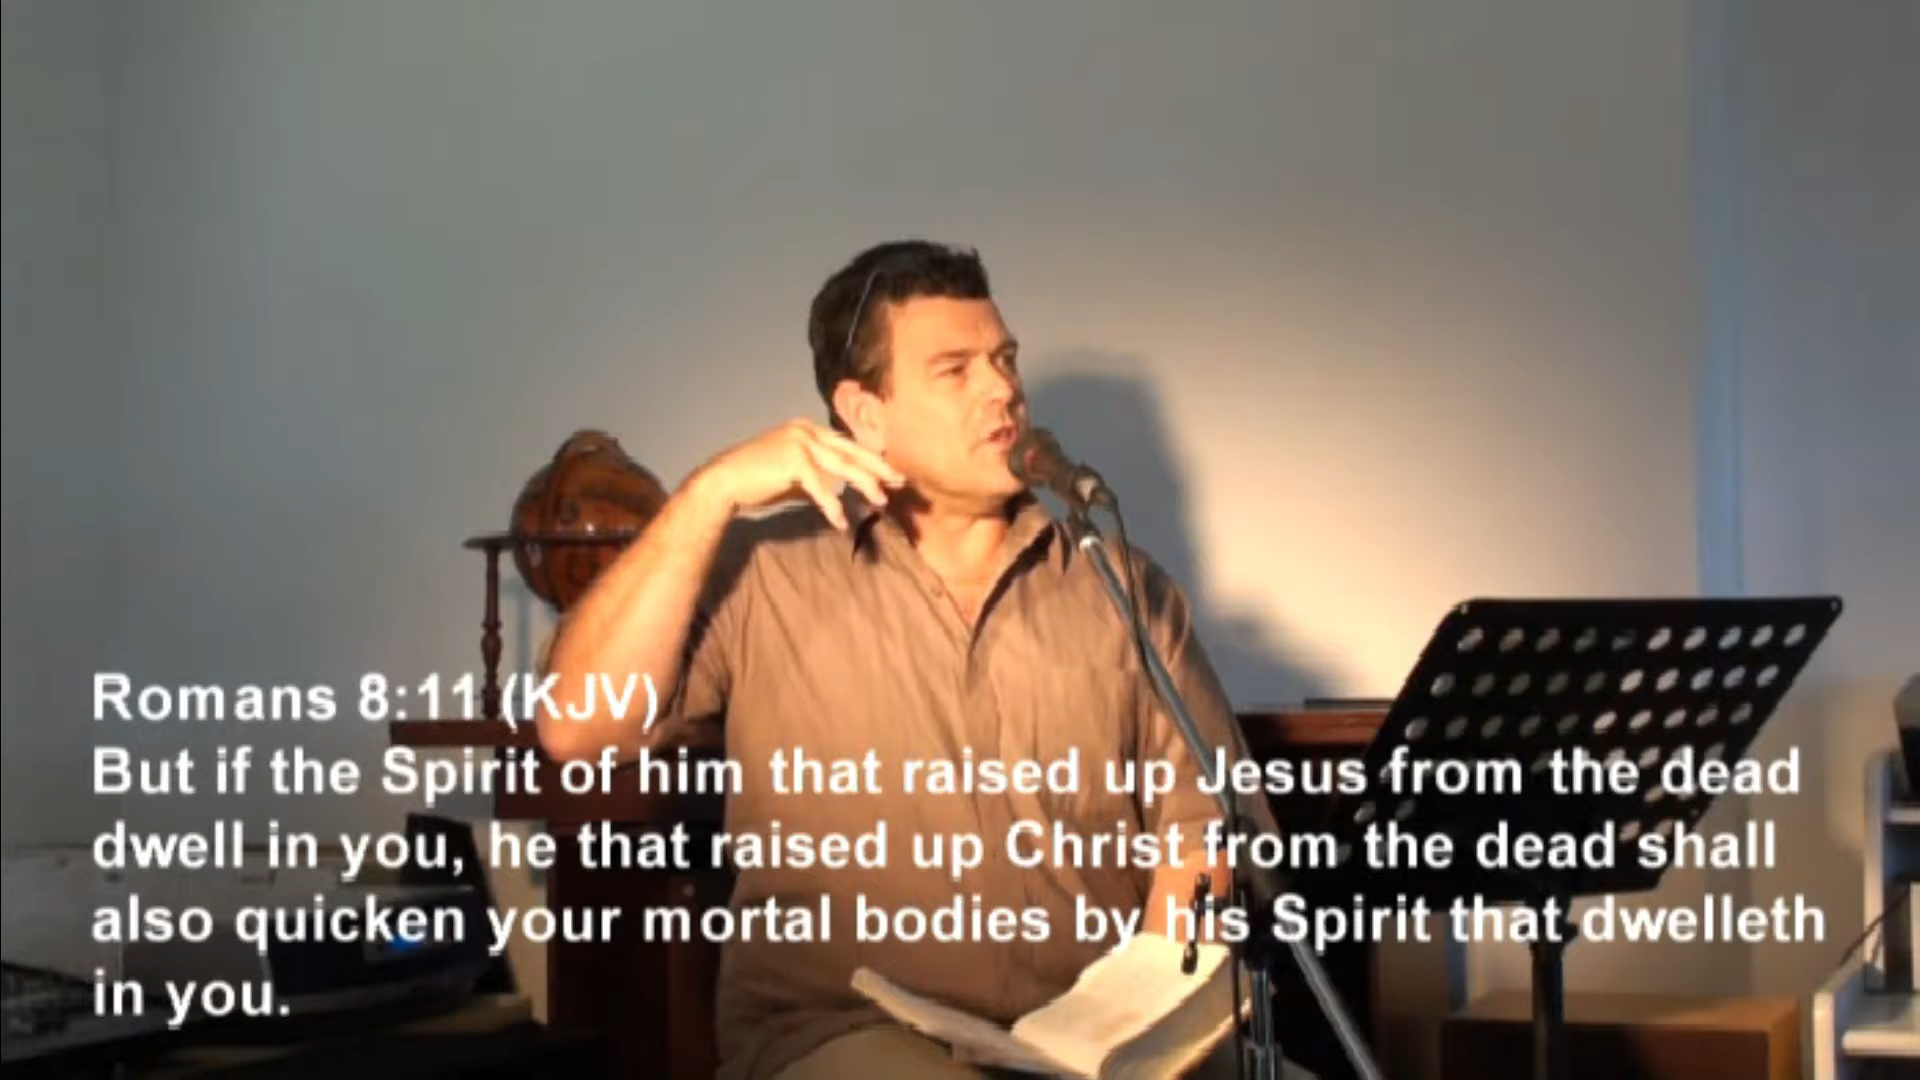 Romans 8:11 (KJV)
But if the Spirit of him that raised up Jesus from the dead
dwell in you, he that raised up Christ from the dead shall
also quicken your mortal bodies by his Spirit that dwelleth
in you.